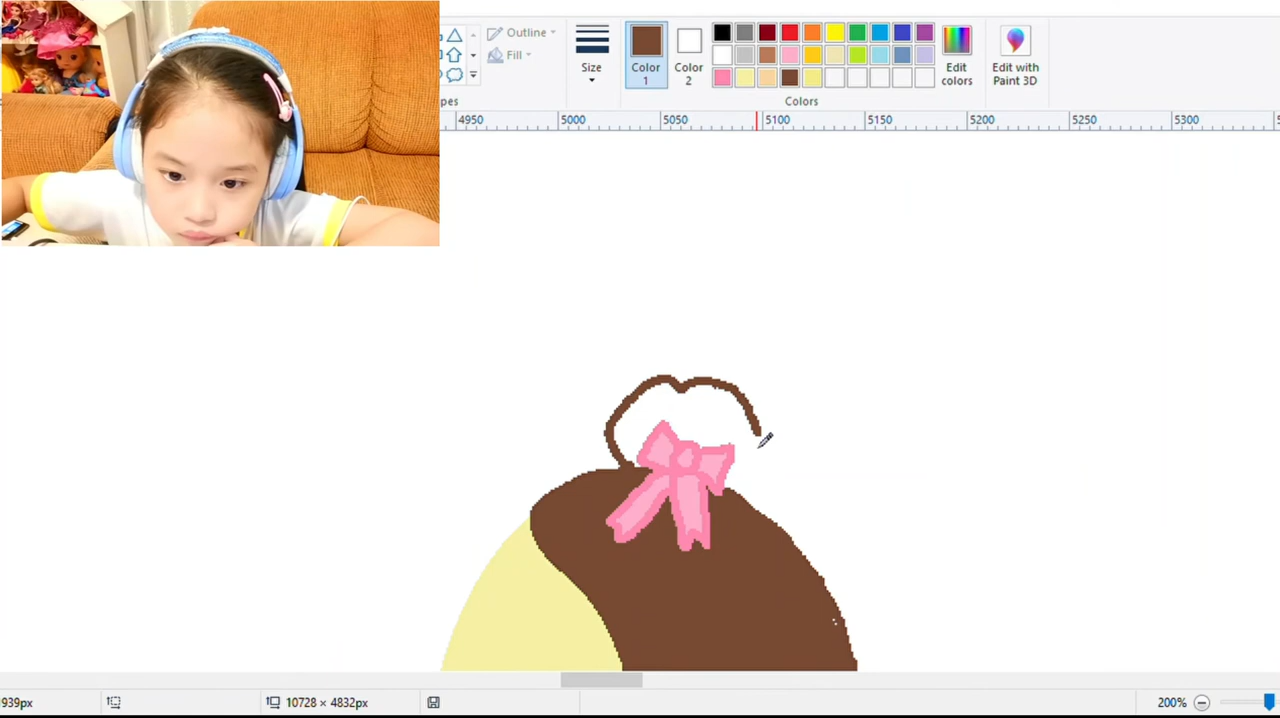 Outline
Fill
Size
Color 1
Color 2
Edit colors
Edit with Paint 3D
pes
Colors
4950 5000 5050 5100 5150 5200 5250 5300 5
939px
10728 × 4832px
200%